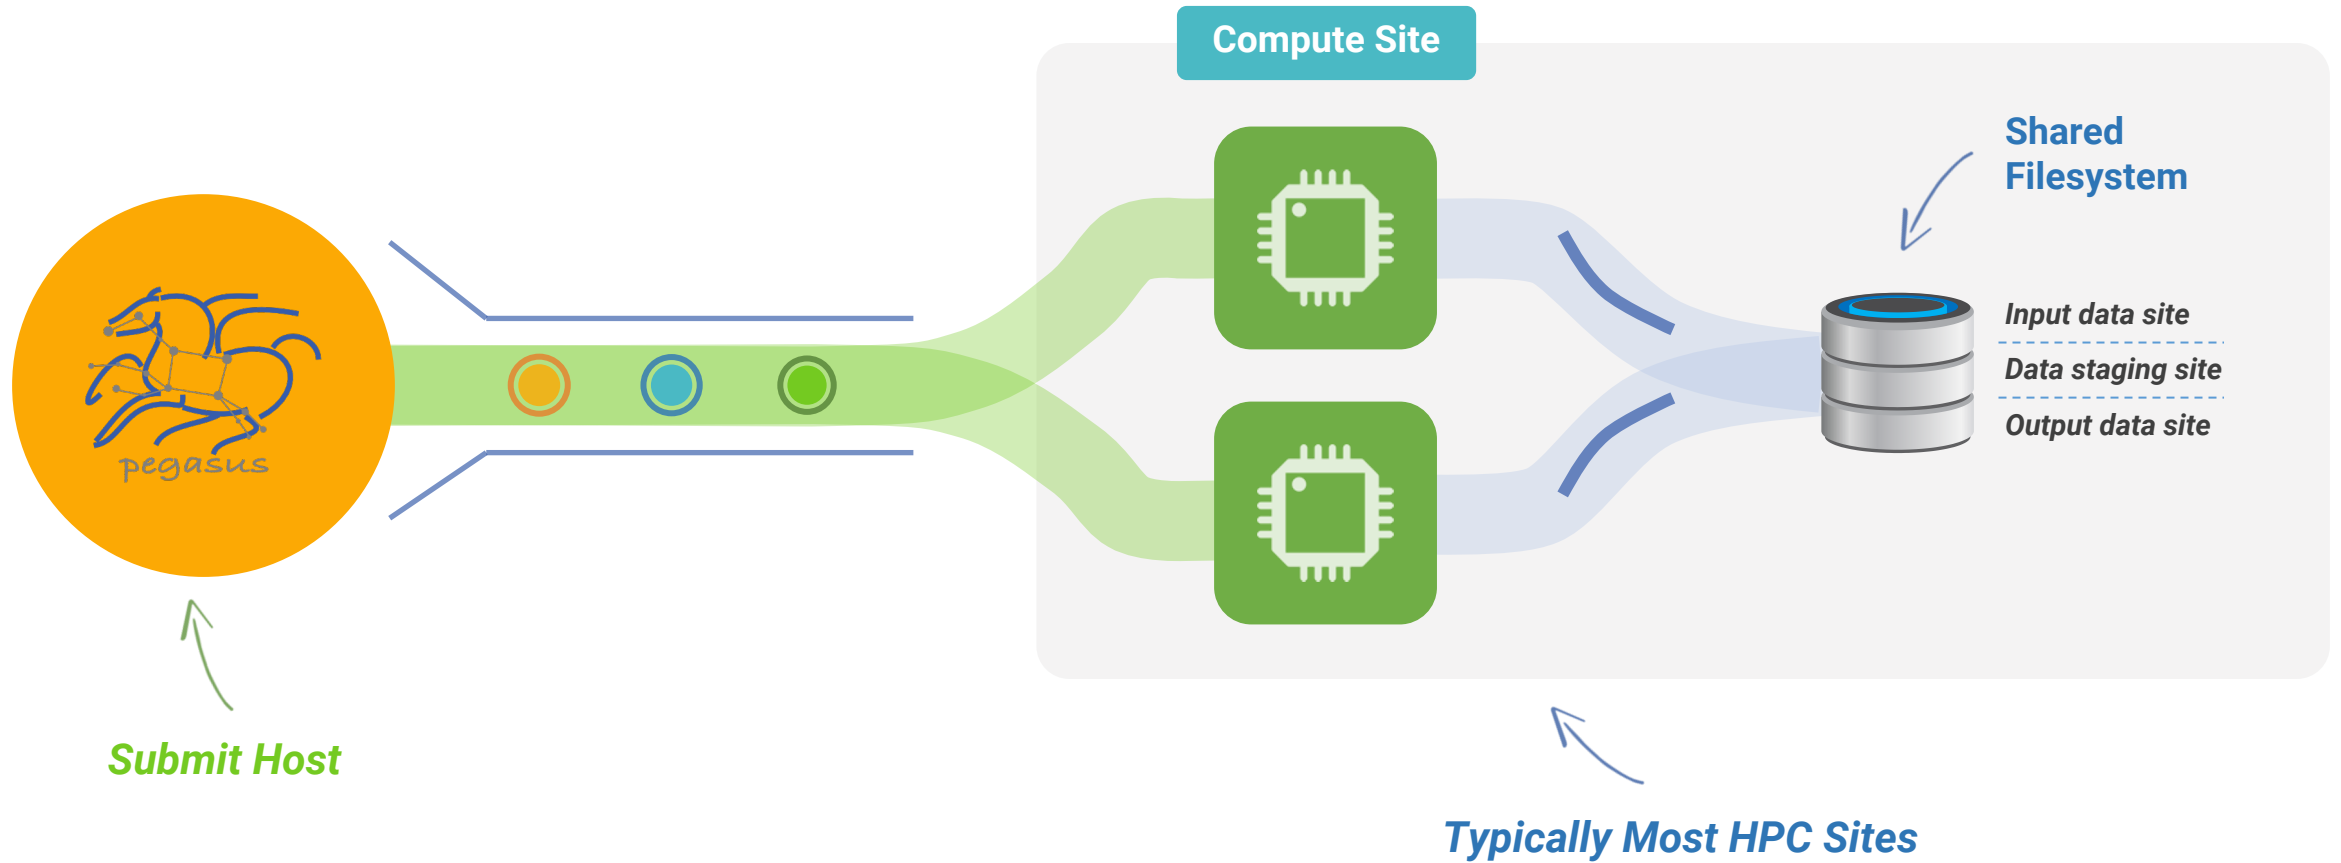 Compute Site
Shared
Filesystem
Input data site
Data staging site
Output data site
pegasus
Submit Host
Typically Most HPC Sites